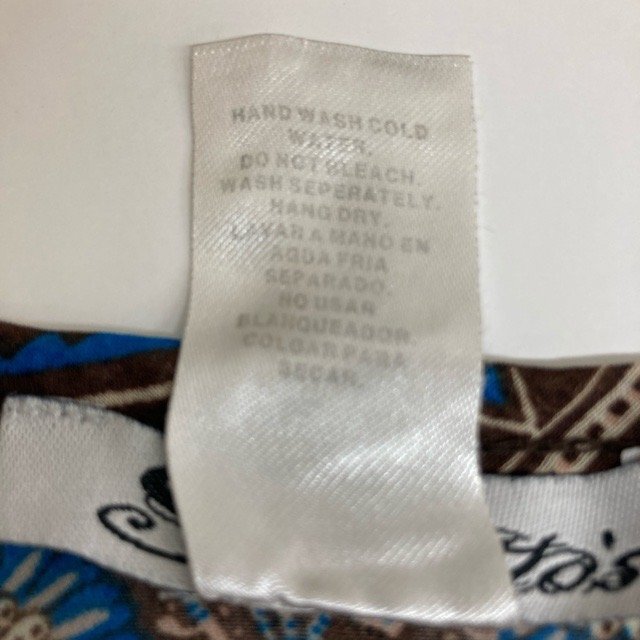 HAND WASH COLD
WATER.
DO NOT BLEACH.
WASH SEPERATELY.
HANG DRY.
LAVAR A MANO EN
AGUA FRIA
SEPARADO.
NO USAR
BLANQUEADOR.
COLGAR PARA
SECAR.